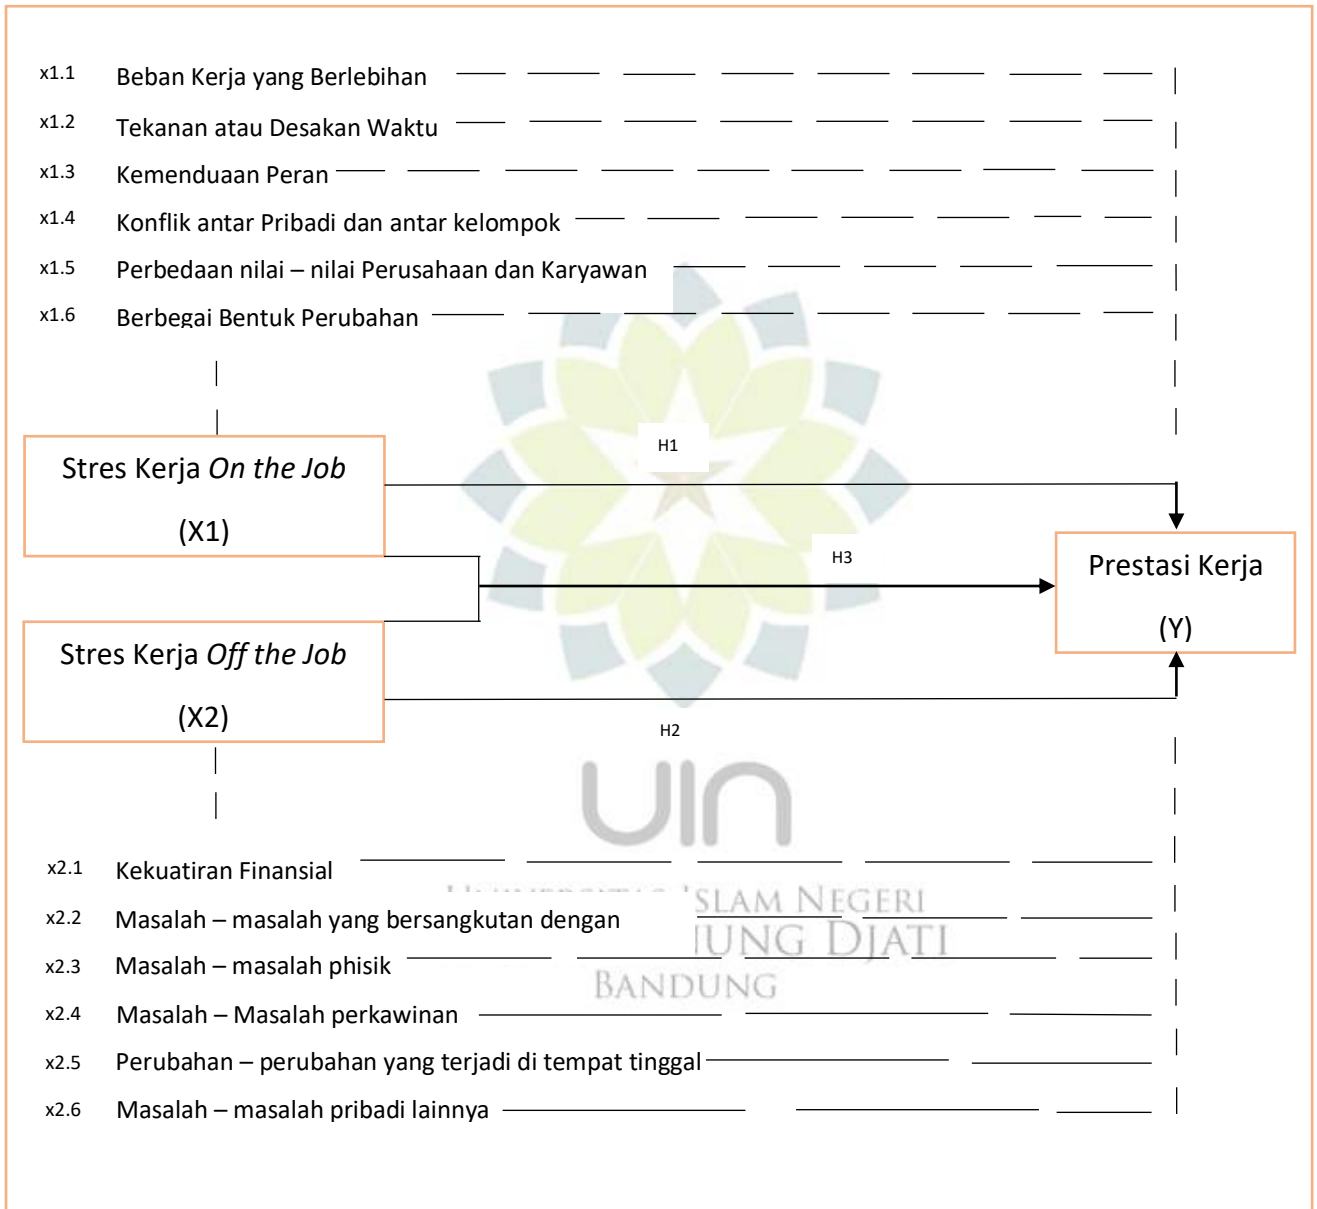 x1.1 Beban Kerja yang Berlebihan
x1.2 Tekanan atau Desakan Waktu
x1.3 Kemenduaan Peran
x1.4 Konflik antar Pribadi dan antar kelompok
x1.5 Perbedaan nilai – nilai Perusahaan dan Karyawan
x1.6 Berbegai Bentuk Perubahan
H1
Stres Kerja On the Job
(X1)
H3
Prestasi Kerja
(Y)
Stres Kerja Off the Job
(X2)
H2
uin
x2.1 Kekuatiran Finansial
ISLAM NEGERI
x2.2 Masalah – masalah yang bersangkutan dengan
DJATI
x2.3 Masalah – masalah phisik
BANDUNG
x2.4 Masalah – Masalah perkawinan
x2.5 Perubahan – perubahan yang terjadi di tempat tinggal
x2.6 Masalah – masalah pribadi lainnya